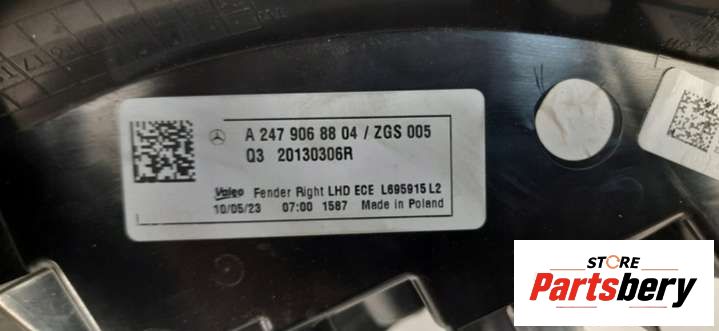 A 247 906 88 04 / ZGS 005
Q3 20130306R
Valeo Fender Right LHD ECE L695915 L2
10/05/23 07:00 1587 Made in Poland
STORE
Partsbery